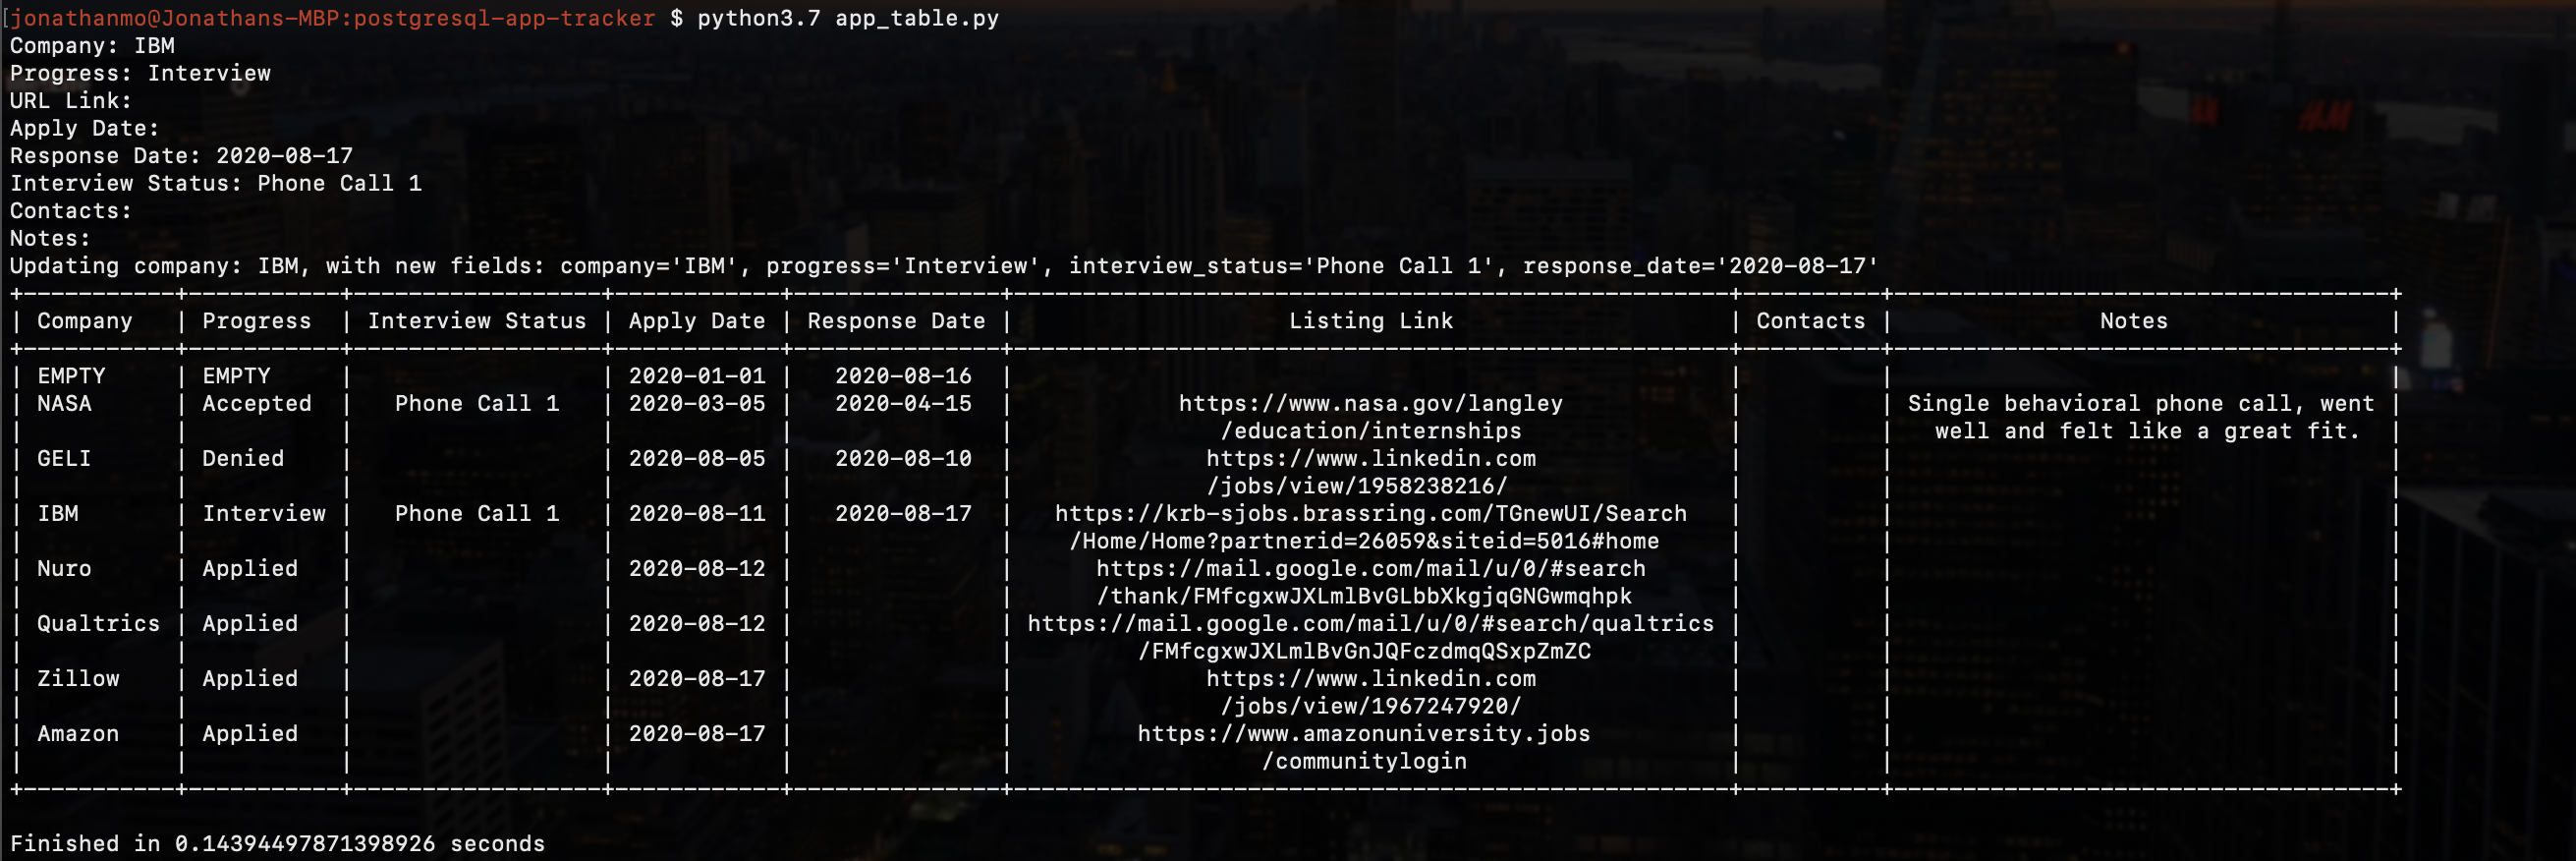 [jonathanmo@Jonathans-MBP:postgresql-app-tracker $ python3.7 app_table.py
Company: IBM
Progress: Interview
URL Link:
Apply Date:
Response Date: 2020-08-17
Interview Status: Phone Call 1
Contacts:
Notes:
Updating company: IBM, with new fields: company='IBM', progress='Interview', interview_status='Phone Call 1', response_date='2020-08-17'
| Company | Progress | Interview Status | Apply Date | Response Date | Listing Link | Contacts | Notes |
| EMPTY | EMPTY | | 2020-01-01 | 2020-08-16 | | | |
| NASA | Accepted | Phone Call 1 | 2020-03-05 | 2020-04-15 | https://www.nasa.gov/langley | | Single behavioral phone call, went |
| | | | | | /education/internships | | well and felt like a great fit. |
| GELI | Denied | | 2020-08-05 | 2020-08-10 | https://www.linkedin.com | | |
| | | | | | /jobs/view/1958238216/ | | |
| IBM | Interview | Phone Call 1 | 2020-08-11 | 2020-08-17 | https://krb-sjobs.brassring.com/TGnewUI/Search | | |
| | | | | | /Home/Home?partnerid=26059&siteid=5016#home | | |
| Nuro | Applied | | 2020-08-12 | | https://mail.google.com/mail/u/0/#search | | |
| | | | | | /thank/FMfcgxwJXLmlBvGLbbXkgjqGNGwmqhpk | | |
| Qualtrics | Applied | | 2020-08-12 | | https://mail.google.com/mail/u/0/#search/qualtrics | | |
| | | | | | /FMfcgxwJXLmlBvGnJQFczdmqQSxpZmZC | | |
| Zillow | Applied | | 2020-08-17 | | https://www.linkedin.com | | |
| | | | | | /jobs/view/1967247920/ | | |
| Amazon | Applied | | 2020-08-17 | | https://www.amazonuniversity.jobs | | |
| | | | | | /communitylogin | | |
Finished in 0.14394497871398926 seconds
H&M